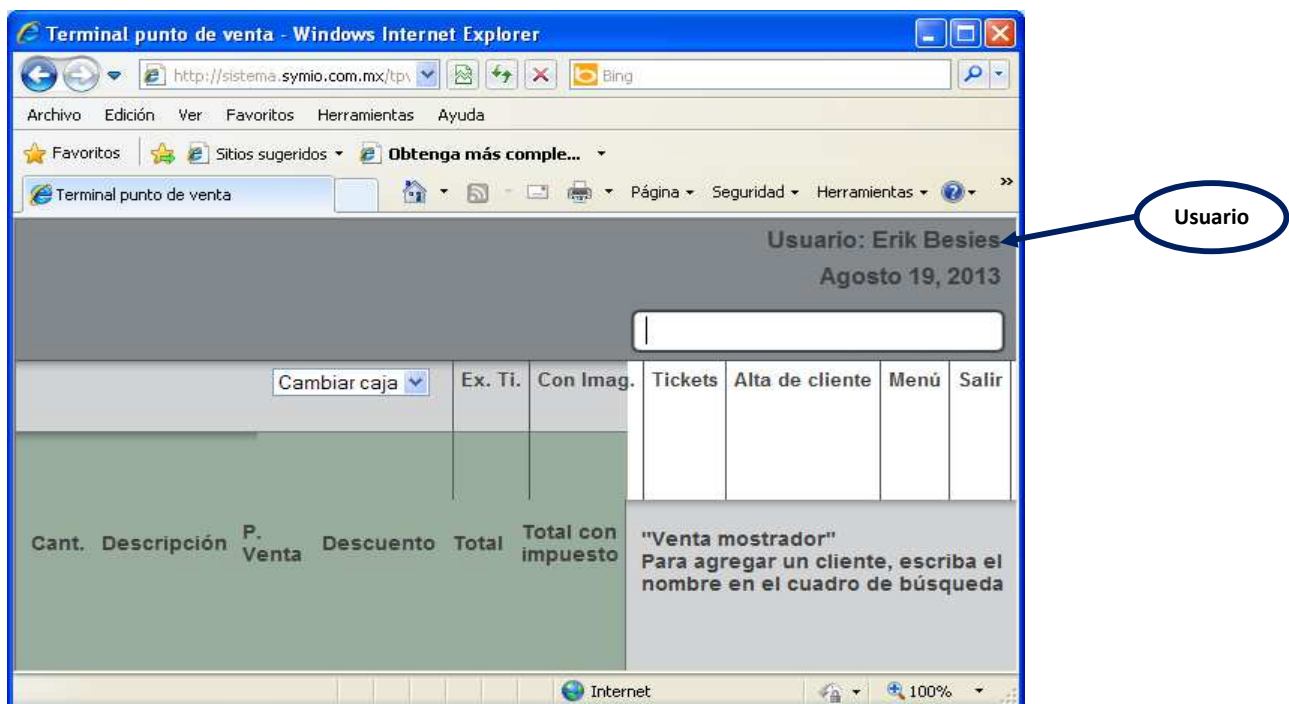 Terminal punto de venta - Windows Internet Explorer
http://sistema.symio.com.mx/tpv
Bing
Archivo Edición Ver Favoritos Herramientas Ayuda
Favoritos Sitios sugeridos Obtenga más comple...
Terminal punto de venta Página Seguridad Herramientas »
Usuario
Usuario: Erik Besies
Agosto 19, 2013
Cambiar caja Ex. Ti. Con Imag. Tickets Alta de cliente Menú Salir
Cant. Descripción P. Venta Descuento Total Total con impuesto
"Venta mostrador"
Para agregar un cliente, escriba el
nombre en el cuadro de búsqueda
Internet 100%